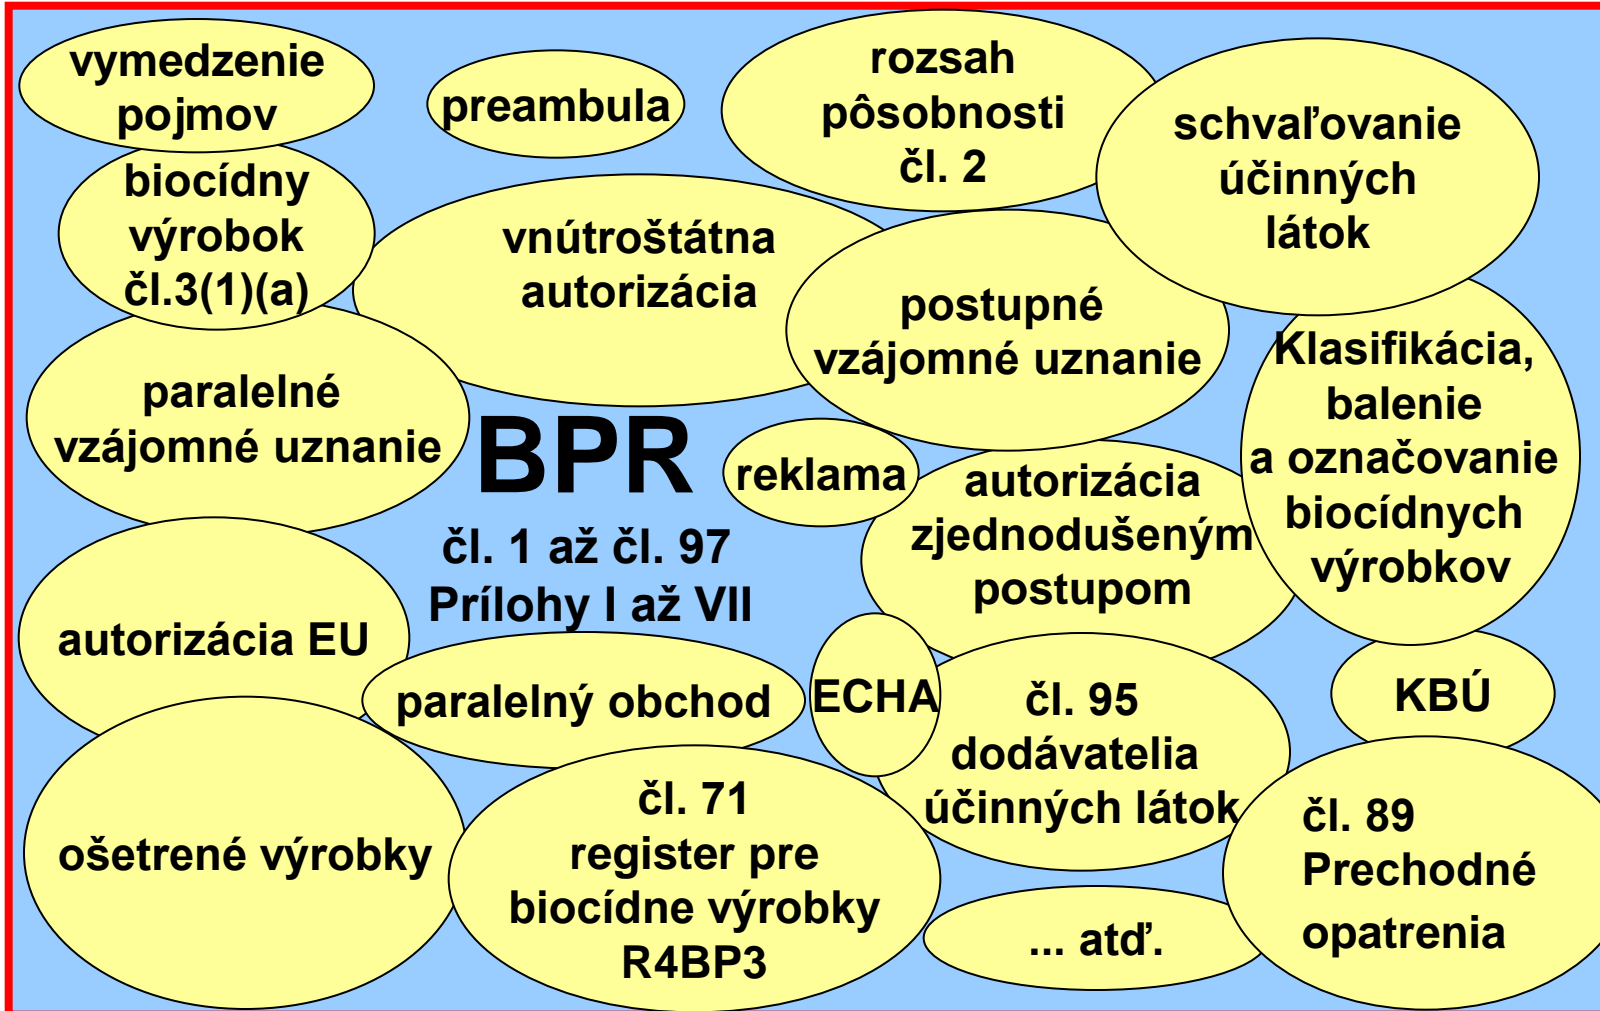 vymedzenie
pojmov
preambula
rozsah
pôsobnosti
čl. 2
schvaľovanie
účinných
látok
biocídny
výrobok
čl.3(1)(a)
vnútroštátna
autorizácia
postupné
vzájomné uznanie
Klasifikácia,
balenie
a označovanie
biocídnych
výrobkov
paralelné
vzájomné uznanie
BPR
čl. 1 až čl. 97
Prílohy I až VII
reklama
autorizácia
zjednodušeným
postupom
autorizácia EU
paralelný obchod
ECHA
čl. 95
dodávatelia
účinných látok
KBÚ
ošetrené výrobky
čl. 71
register pre
biocídne výrobky
R4BP3
... atď.
čl. 89
Prechodné
opatrenia